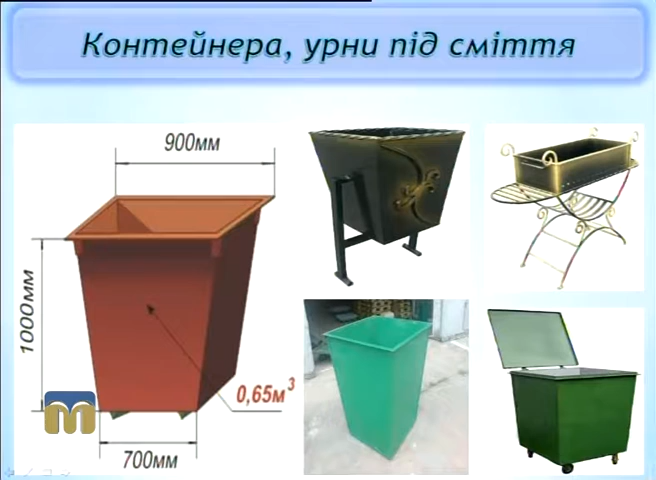 Контейнера, урни під сміття
900мм
1000мм
0,65м³
700мм